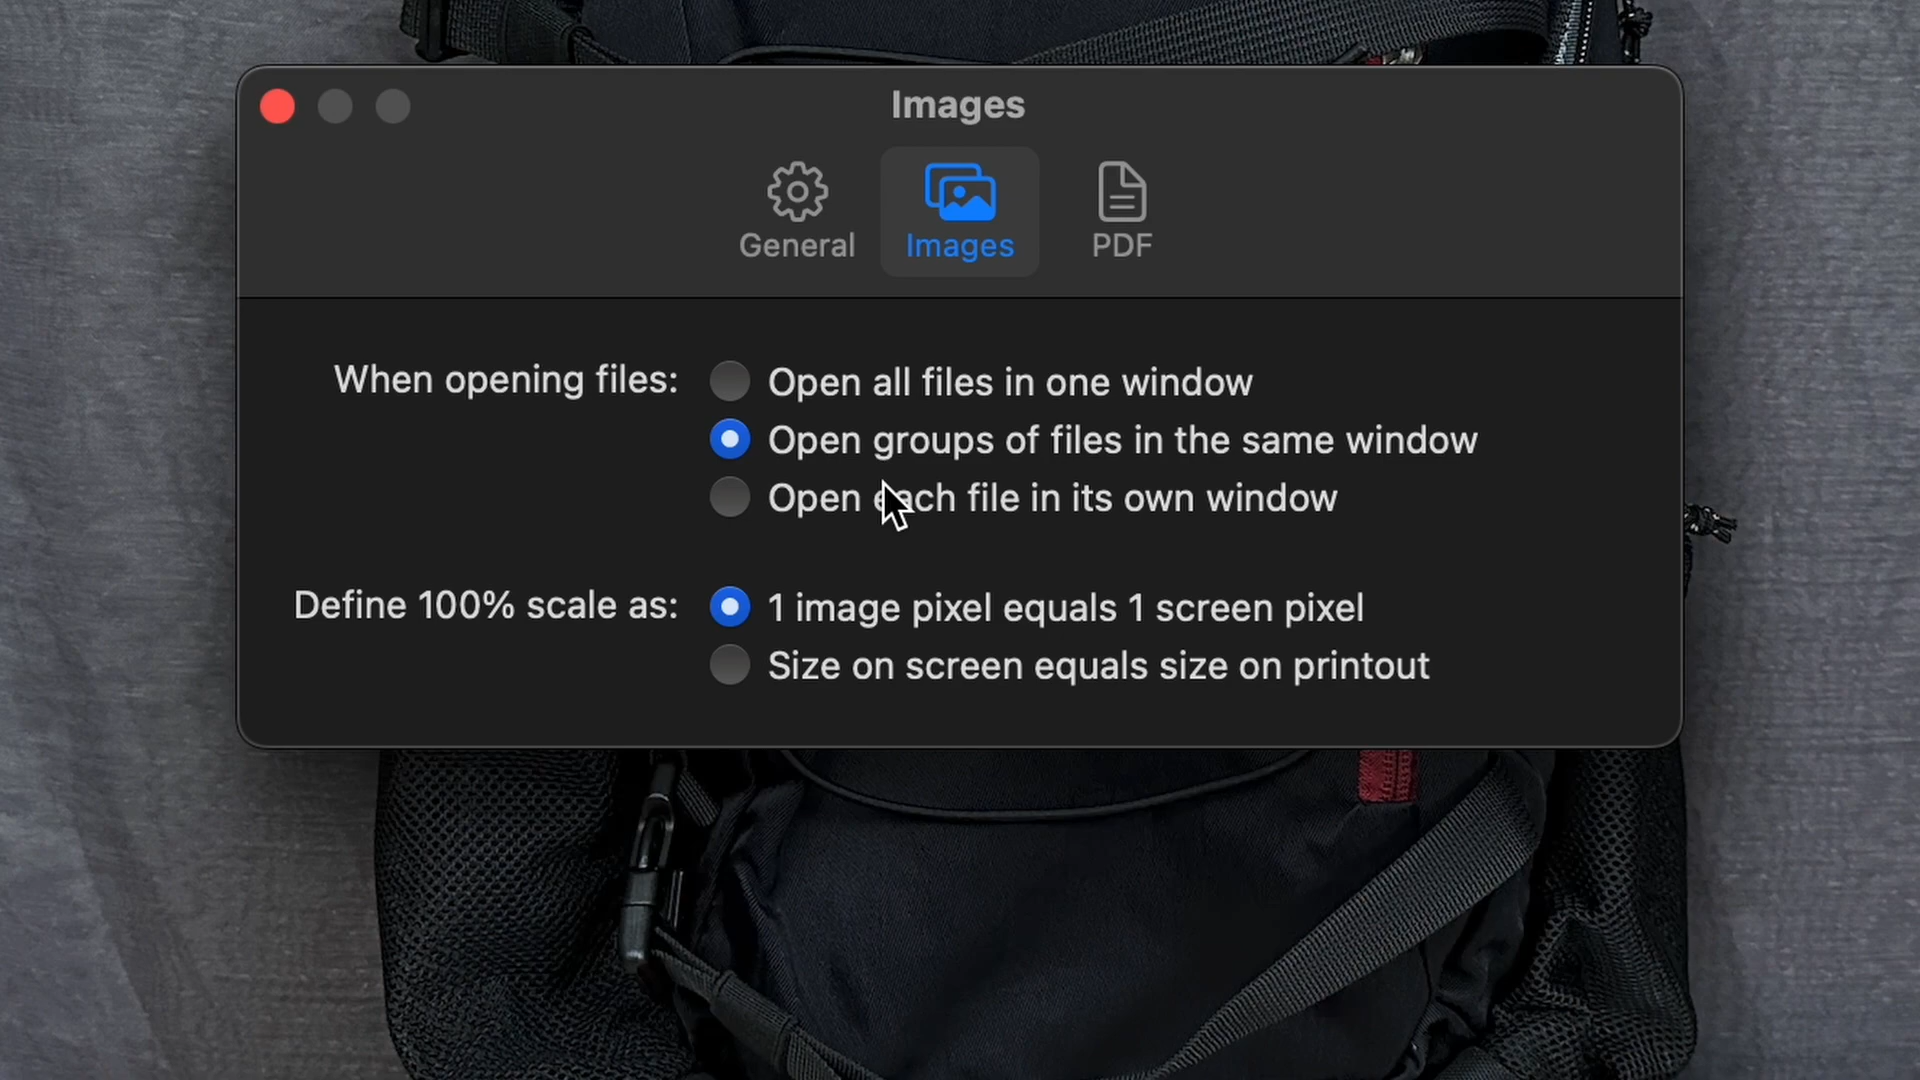 Images
General
Images
PDF
When opening files:
Open all files in one window
Open groups of files in the same window
Open each file in its own window
Define 100% scale as:
1 image pixel equals 1 screen pixel
Size on screen equals size on printout